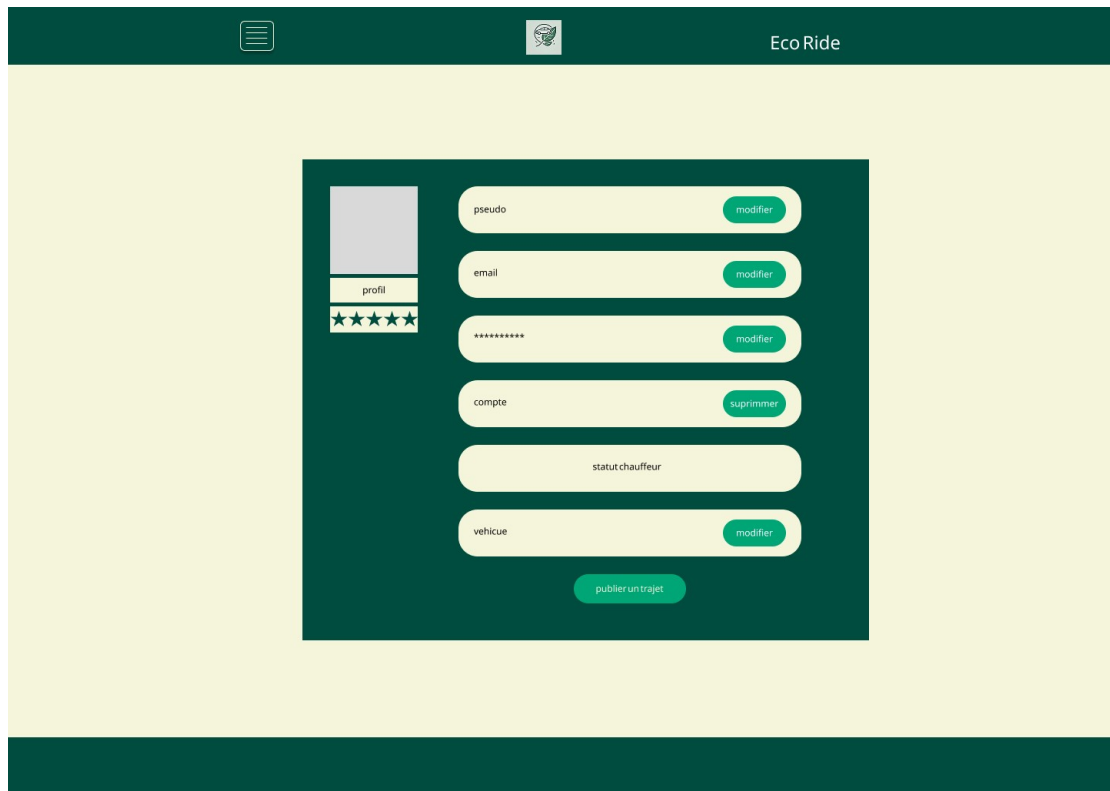 Eco Ride
pseudo
modifier
email
modifier
profil
**********
modifier
compte
suprimmer
statut chauffeur
vehicue
modifier
publier un trajet